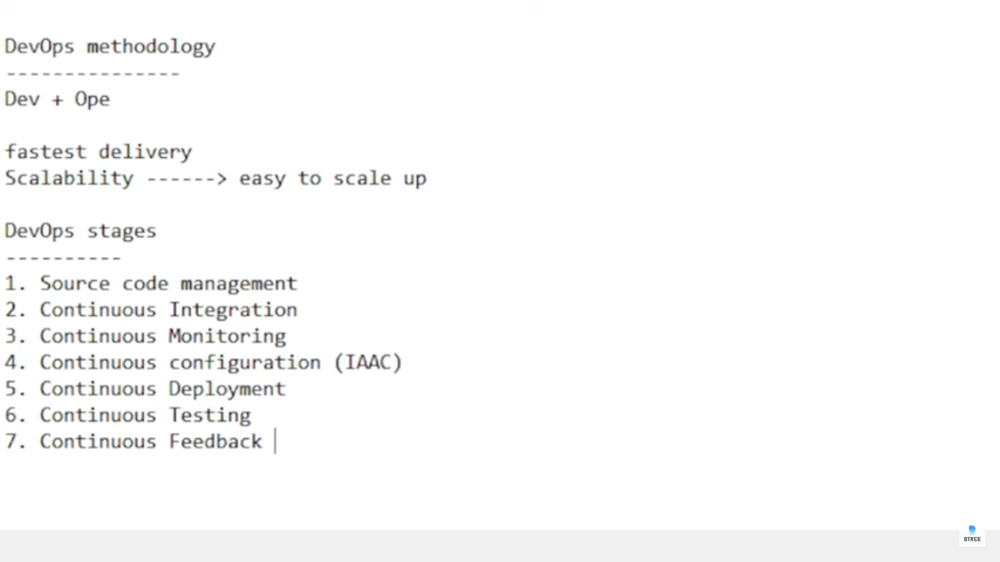 DevOps methodology
---------------
Dev + Ope
fastest delivery
Scalability ------> easy to scale up
DevOps stages
----------
1. Source code management
2. Continuous Integration
3. Continuous Monitoring
4. Continuous configuration (IAAC)
5. Continuous Deployment
6. Continuous Testing
7. Continuous Feedback
BTREE